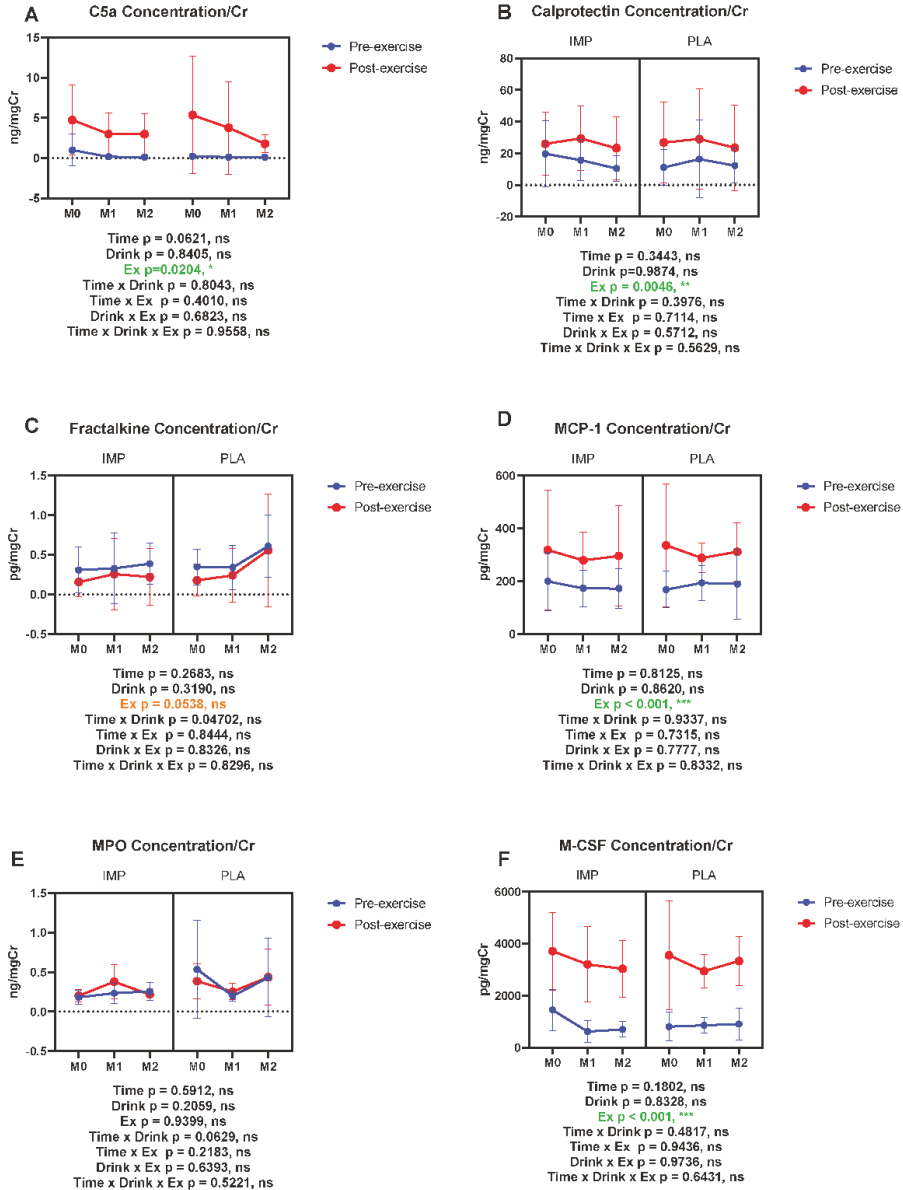 A
C5a Concentration/Cr
ng/mgCr
15
10
5
0
-5
M0 M1 M2 M0 M1 M2
Pre-exercise
Post-exercise
Time p = 0.0621, ns
Drink p = 0.8405, ns
Ex p=0.0204, *
Time x Drink p = 0.8043, ns
Time x Ex p = 0.4010, ns
Drink x Ex p = 0.6823, ns
Time x Drink x Ex p = 0.9558, ns
B
Calprotectin Concentration/Cr
IMP PLA
ng/mgCr
80
60
40
20
0
-20
M0 M1 M2 M0 M1 M2
Pre-exercise
Post-exercise
Time p = 0.3443, ns
Drink p=0.9874, ns
Ex p = 0.0046, **
Time x Drink p = 0.3976, ns
Time x Ex p = 0.7114, ns
Drink x Ex p = 0.5712, ns
Time x Drink x Ex p = 0.5629, ns
C
Fractalkine Concentration/Cr
IMP PLA
pg/mgCr
1.5
1.0
0.5
0.0
-0.5
M0 M1 M2 M0 M1 M2
Pre-exercise
Post-exercise
Time p = 0.2683, ns
Drink p = 0.3190, ns
Ex p = 0.0538, ns
Time x Drink p = 0.04702, ns
Time x Ex p = 0.8444, ns
Drink x Ex p = 0.8326, ns
Time x Drink x Ex p = 0.8296, ns
D
MCP-1 Concentration/Cr
IMP PLA
pg/mgCr
600
400
200
0
M0 M1 M2 M0 M1 M2
Pre-exercise
Post-exercise
Time p = 0.8125, ns
Drink p = 0.8620, ns
Ex p < 0.001, ***
Time x Drink p = 0.9337, ns
Time x Ex p = 0.7315, ns
Drink x Ex p = 0.7777, ns
Time x Drink x Ex p = 0.8332, ns
E
MPO Concentration/Cr
IMP PLA
ng/mgCr
1.5
1.0
0.5
0.0
-0.5
M0 M1 M2 M0 M1 M2
Pre-exercise
Post-exercise
Time p = 0.5912, ns
Drink p = 0.2059, ns
Ex p = 0.9399, ns
Time x Drink p = 0.0629, ns
Time x Ex p = 0.2183, ns
Drink x Ex p = 0.6393, ns
Time x Drink x Ex p = 0.5221, ns
F
M-CSF Concentration/Cr
IMP PLA
pg/mgCr
6000
4000
2000
0
M0 M1 M2 M0 M1 M2
Pre-exercise
Post-exercise
Time p = 0.1802, ns
Drink p = 0.8328, ns
Ex p < 0.001, ***
Time x Drink p = 0.4817, ns
Time x Ex p = 0.9436, ns
Drink x Ex p = 0.9736, ns
Time x Drink x Ex p = 0.6431, ns